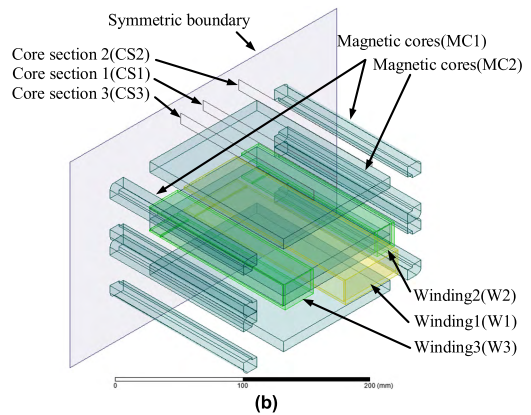 Symmetric boundary
Core section 2(CS2)
Core section 1(CS1)
Core section 3(CS3)
Magnetic cores(MC1)
Magnetic cores(MC2)
Winding2(W2)
Winding1(W1)
Winding3(W3)
0 100 200 (mm)
(b)